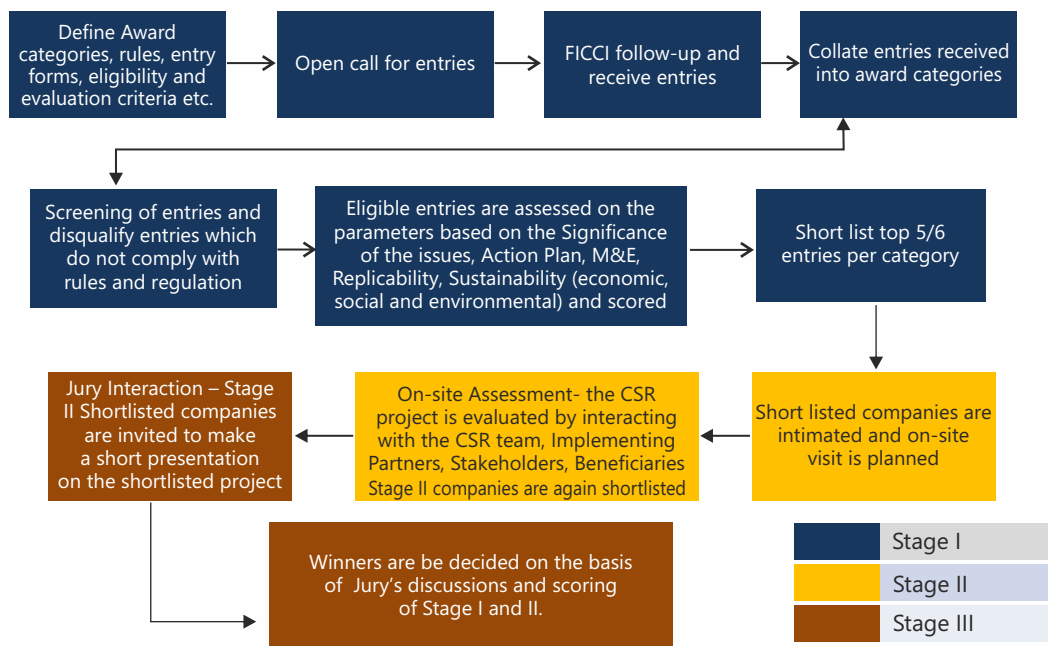 Define Award
categories, rules, entry
forms, eligibility and
evaluation criteria etc.
Open call for entries
FICCI follow-up and
receive entries
Collate entries received
into award categories
Screening of entries and
disqualify entries which
do not comply with
rules and regulation
Eligible entries are assessed on the
parameters based on the Significance
of the issues, Action Plan, M&E,
Replicability, Sustainability (economic,
social and environmental) and scored
Short list top 5/6
entries per category
Short listed companies are
intimated and on-site
visit is planned
On-site Assessment- the CSR
project is evaluated by interacting
with the CSR team, Implementing
Partners, Stakeholders, Beneficiaries
Stage II companies are again shortlisted
Jury Interaction – Stage
II Shortlisted companies
are invited to make
a short presentation
on the shortlisted project
Winners are be decided on the basis
of Jury's discussions and scoring
of Stage I and II.
Stage I
Stage II
Stage III